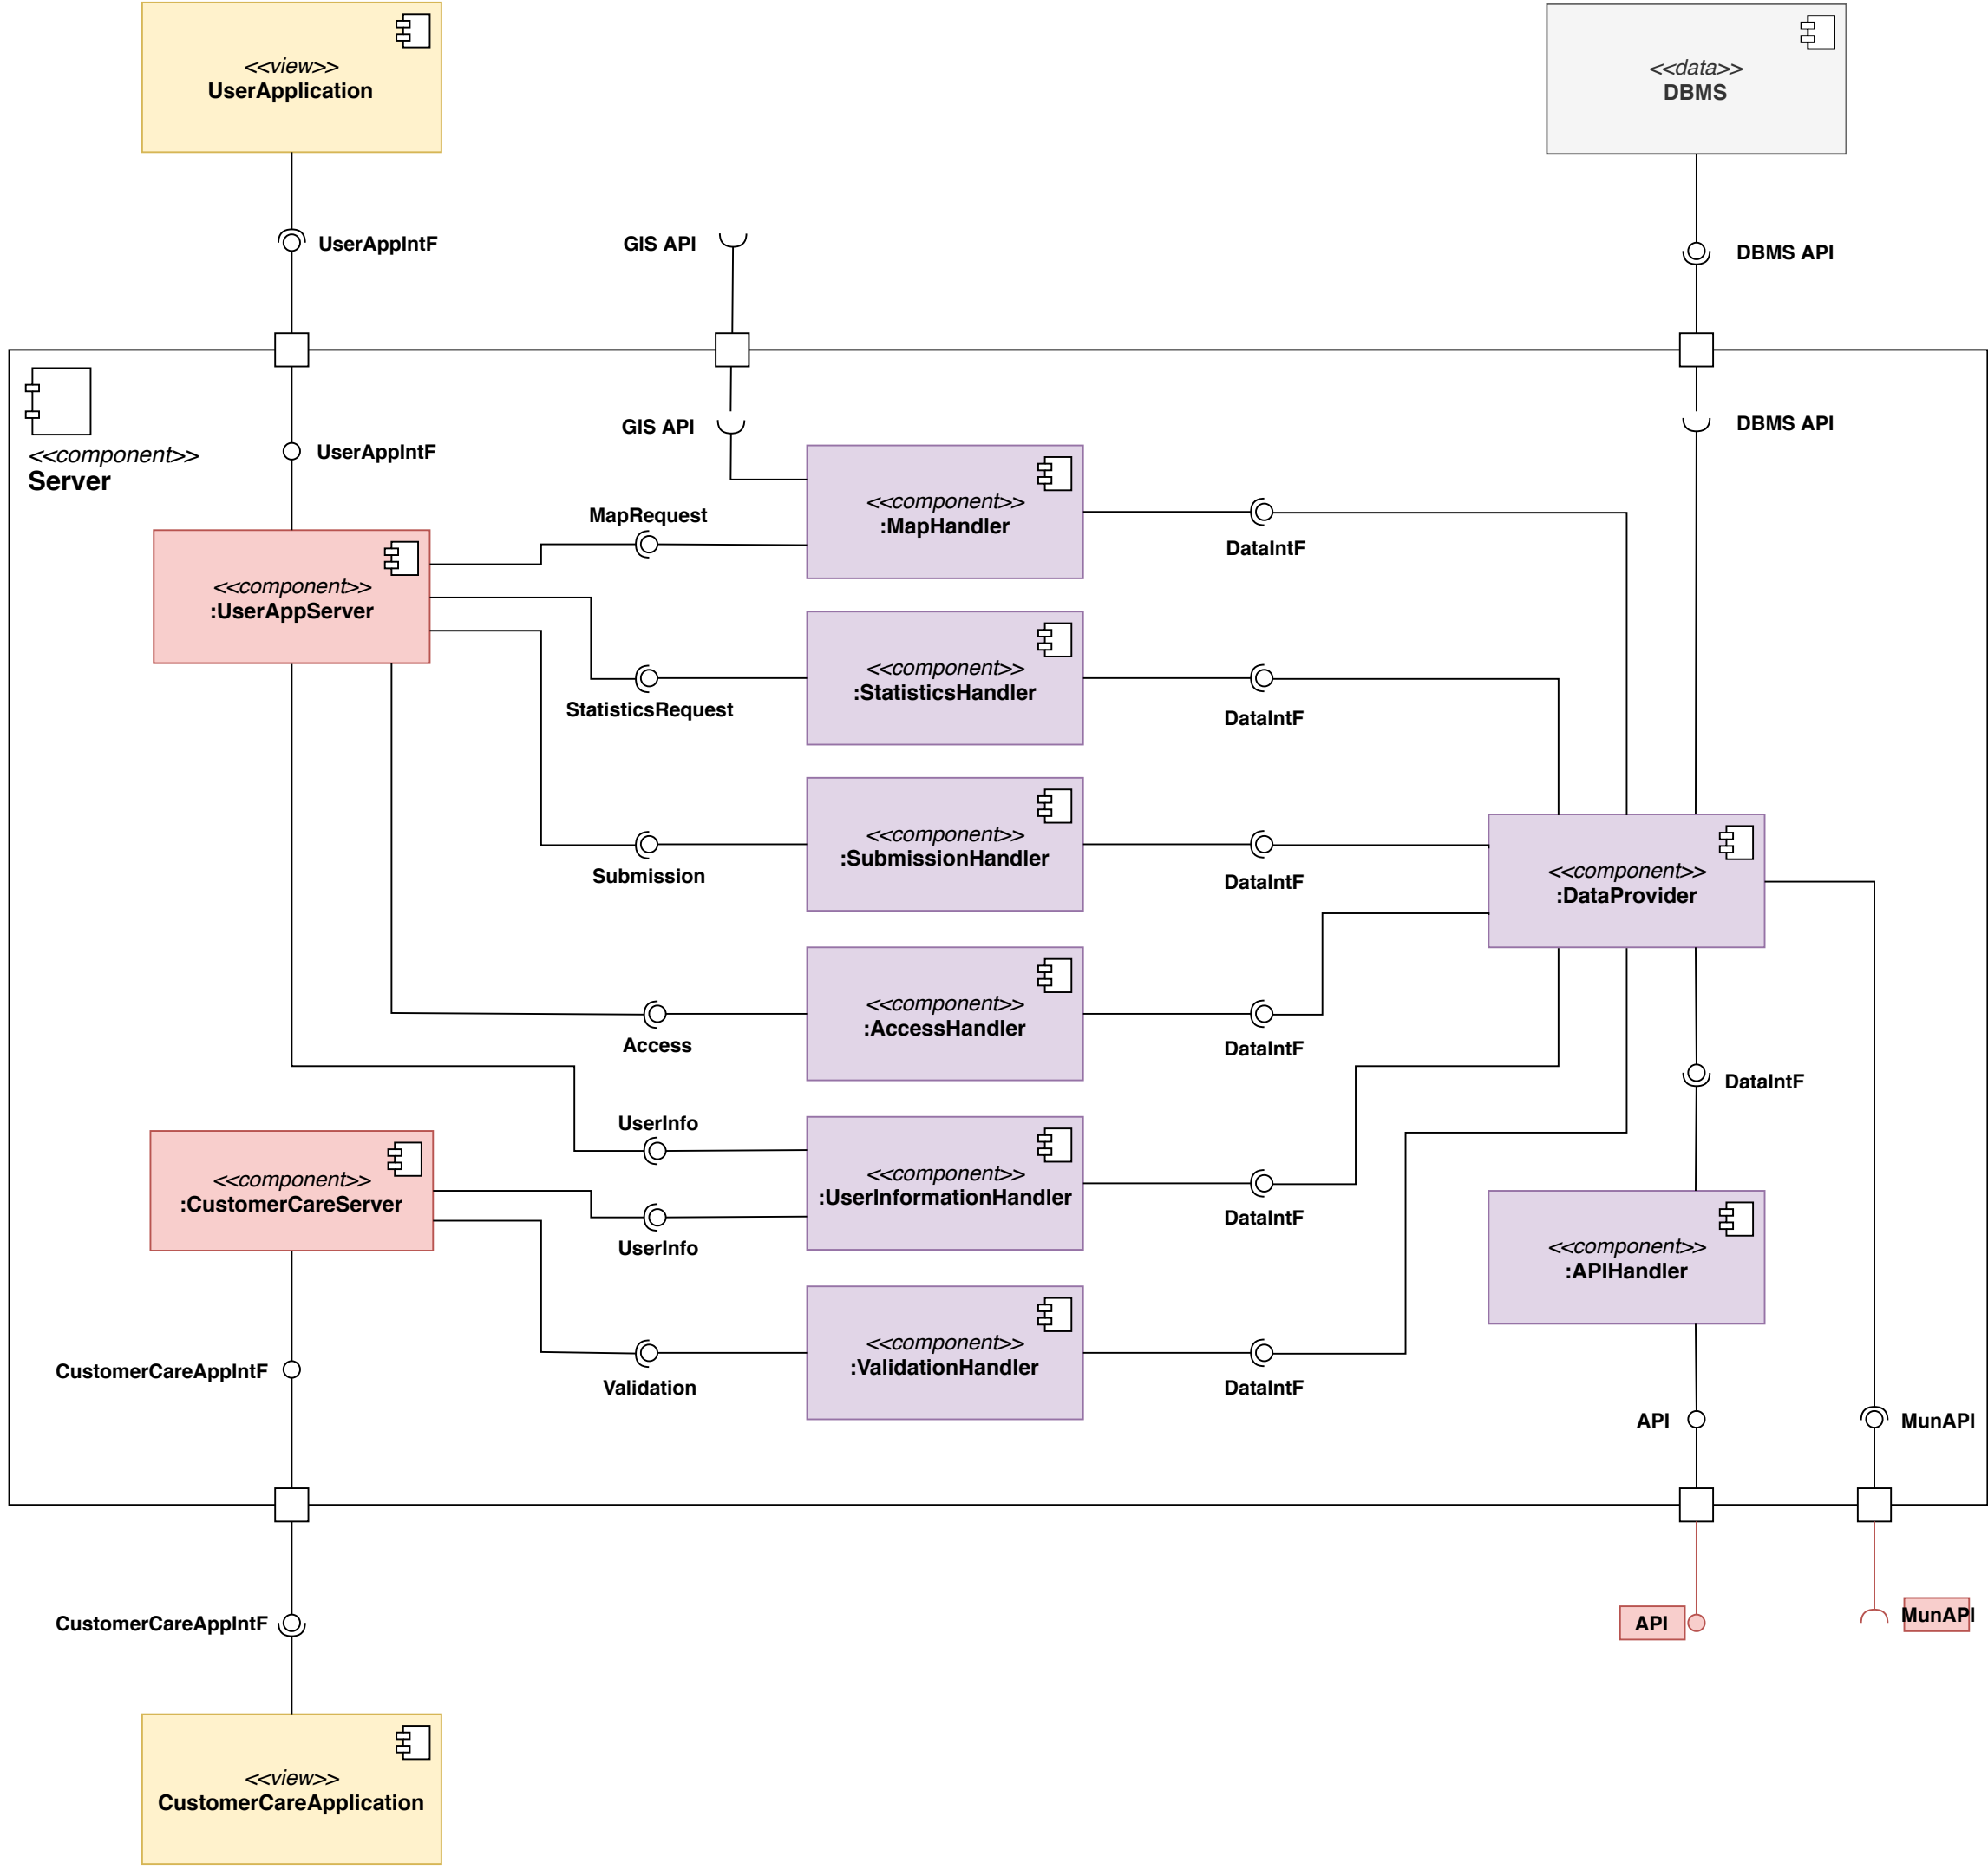 <<view>>
UserApplication
<<data>>
DBMS
UserAppIntF
GIS API
DBMS API
<<component>>
Server
UserAppIntF
GIS API
DBMS API
MapRequest
<<component>>
:MapHandler
DataIntF
<<component>>
:UserAppServer
StatisticsRequest
<<component>>
:StatisticsHandler
DataIntF
Submission
<<component>>
:SubmissionHandler
DataIntF
<<component>>
:DataProvider
Access
<<component>>
:AccessHandler
DataIntF
DataIntF
UserInfo
<<component>>
:CustomerCareServer
<<component>>
:UserInformationHandler
DataIntF
UserInfo
<<component>>
:APIHandler
<<component>>
:ValidationHandler
CustomerCareAppIntF
Validation
DataIntF
API
MunAPI
CustomerCareAppIntF
API
MunAPI
<<view>>
CustomerCareApplication